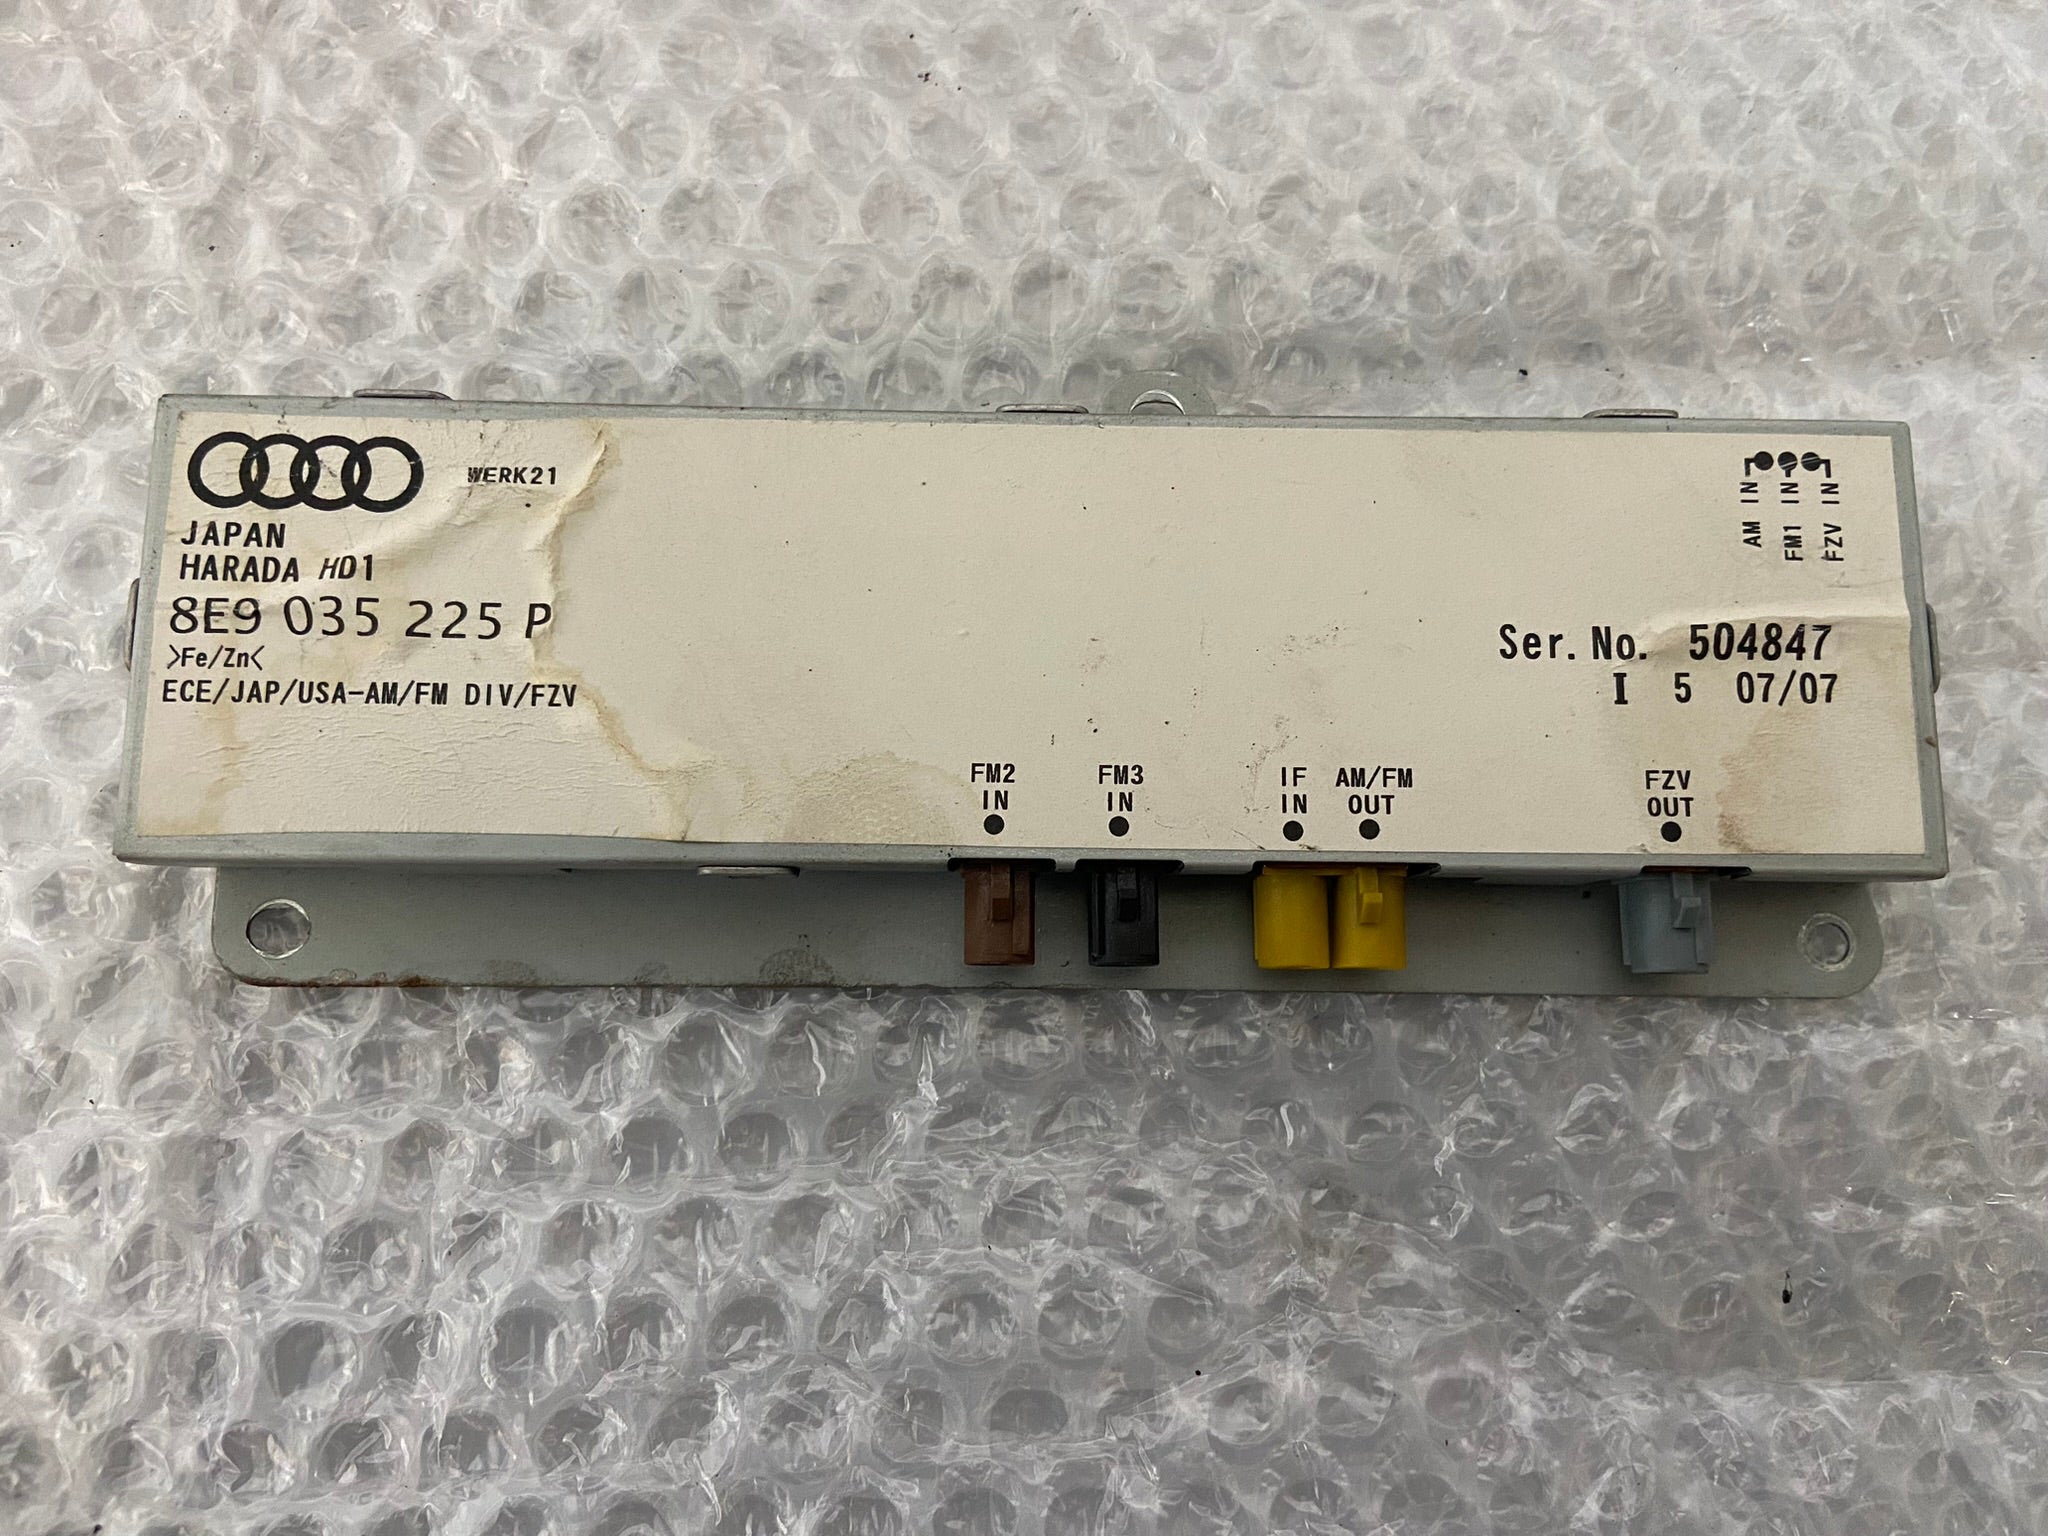 WERK21
JAPAN
HARADA HD1
8E9 035 225 P
>Fe/Zn<
ECE/JAP/USA-AM/FM DIV/FZV
AM IN
FM1 IN
FZV IN
Ser. No. 504847
I 5 07/07
FM2 IN
FM3 IN
IF IN
AM/FM OUT
FZV OUT